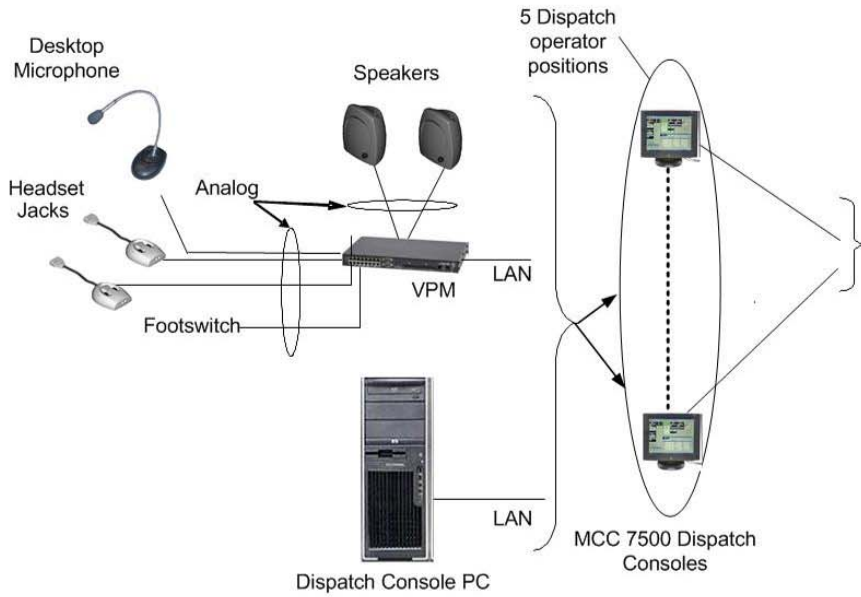 Desktop
Microphone
Speakers
5 Dispatch
operator
positions
Headset
Jacks
Analog
VPM
LAN
Footswitch
LAN
Dispatch Console PC
MCC 7500 Dispatch
Consoles